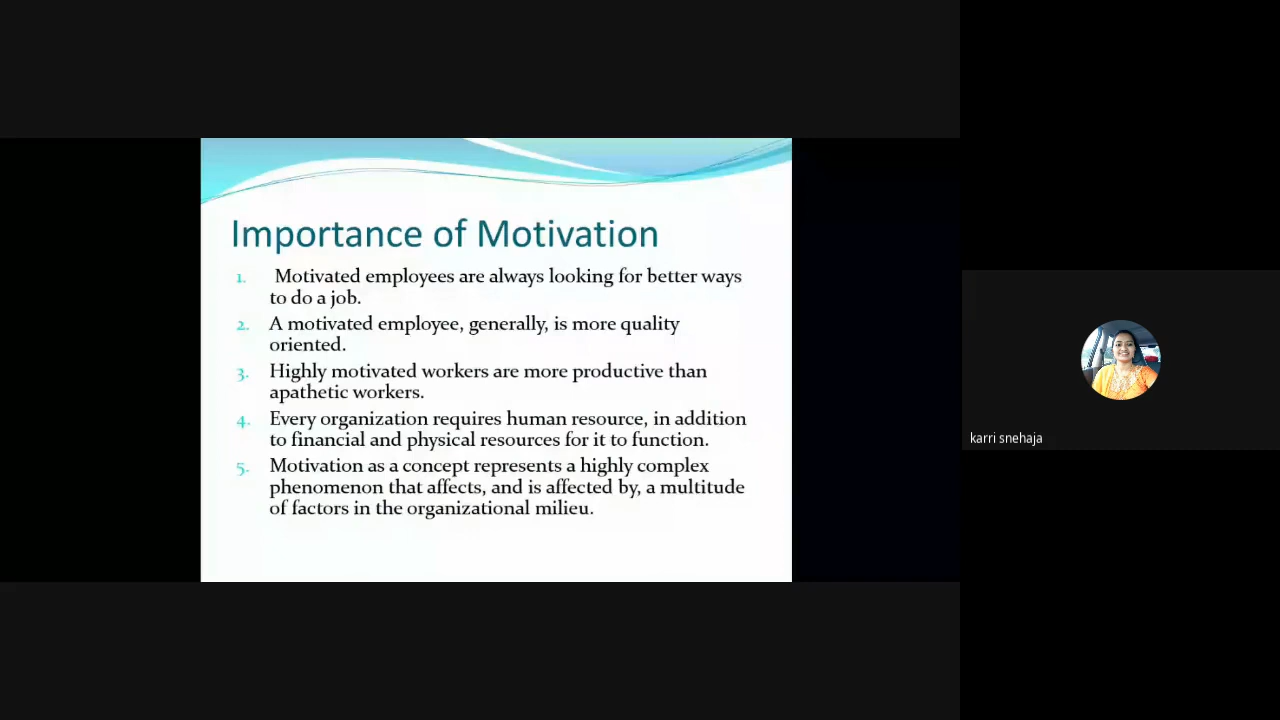 Importance of Motivation
1. Motivated employees are always looking for better ways
to do a job.
2. A motivated employee, generally, is more quality
oriented.
3. Highly motivated workers are more productive than
apathetic workers.
4. Every organization requires human resource, in addition
to financial and physical resources for it to function.
5. Motivation as a concept represents a highly complex
phenomenon that affects, and is affected by, a multitude
of factors in the organizational milieu.
karri snehaja